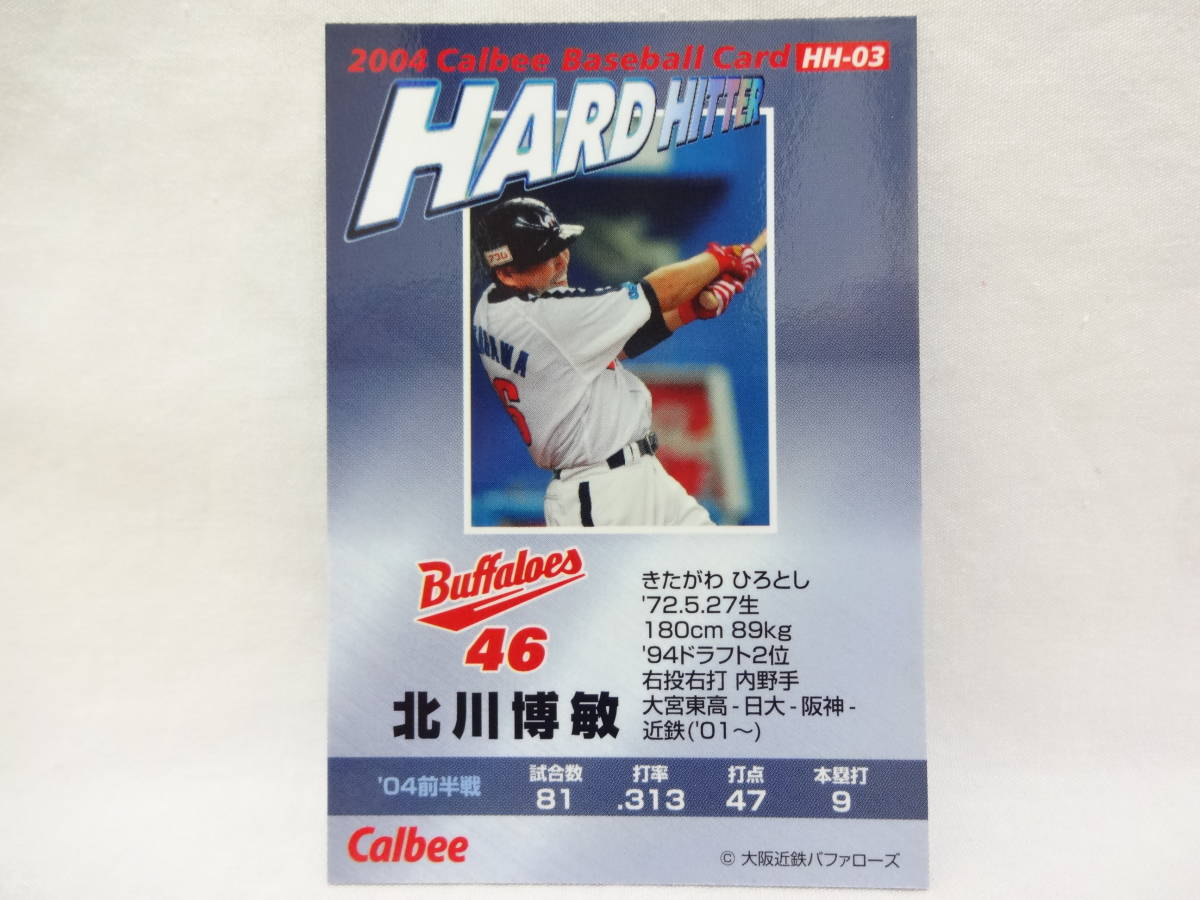 2004 Calbee Baseball Card HH-03
HARD HITTER
アコム
6
Buffaloes
46
北川博敏
きたがわ ひろとし
'72.5.27生
180cm 89kg
'94ドラフト2位
右投右打 内野手
大宮東高 - 日大 - 阪神 -
近鉄('01〜)
'04前半戦
試合数 打率 打点 本塁打
81 .313 47 9
Calbee
© 大阪近鉄バファローズ